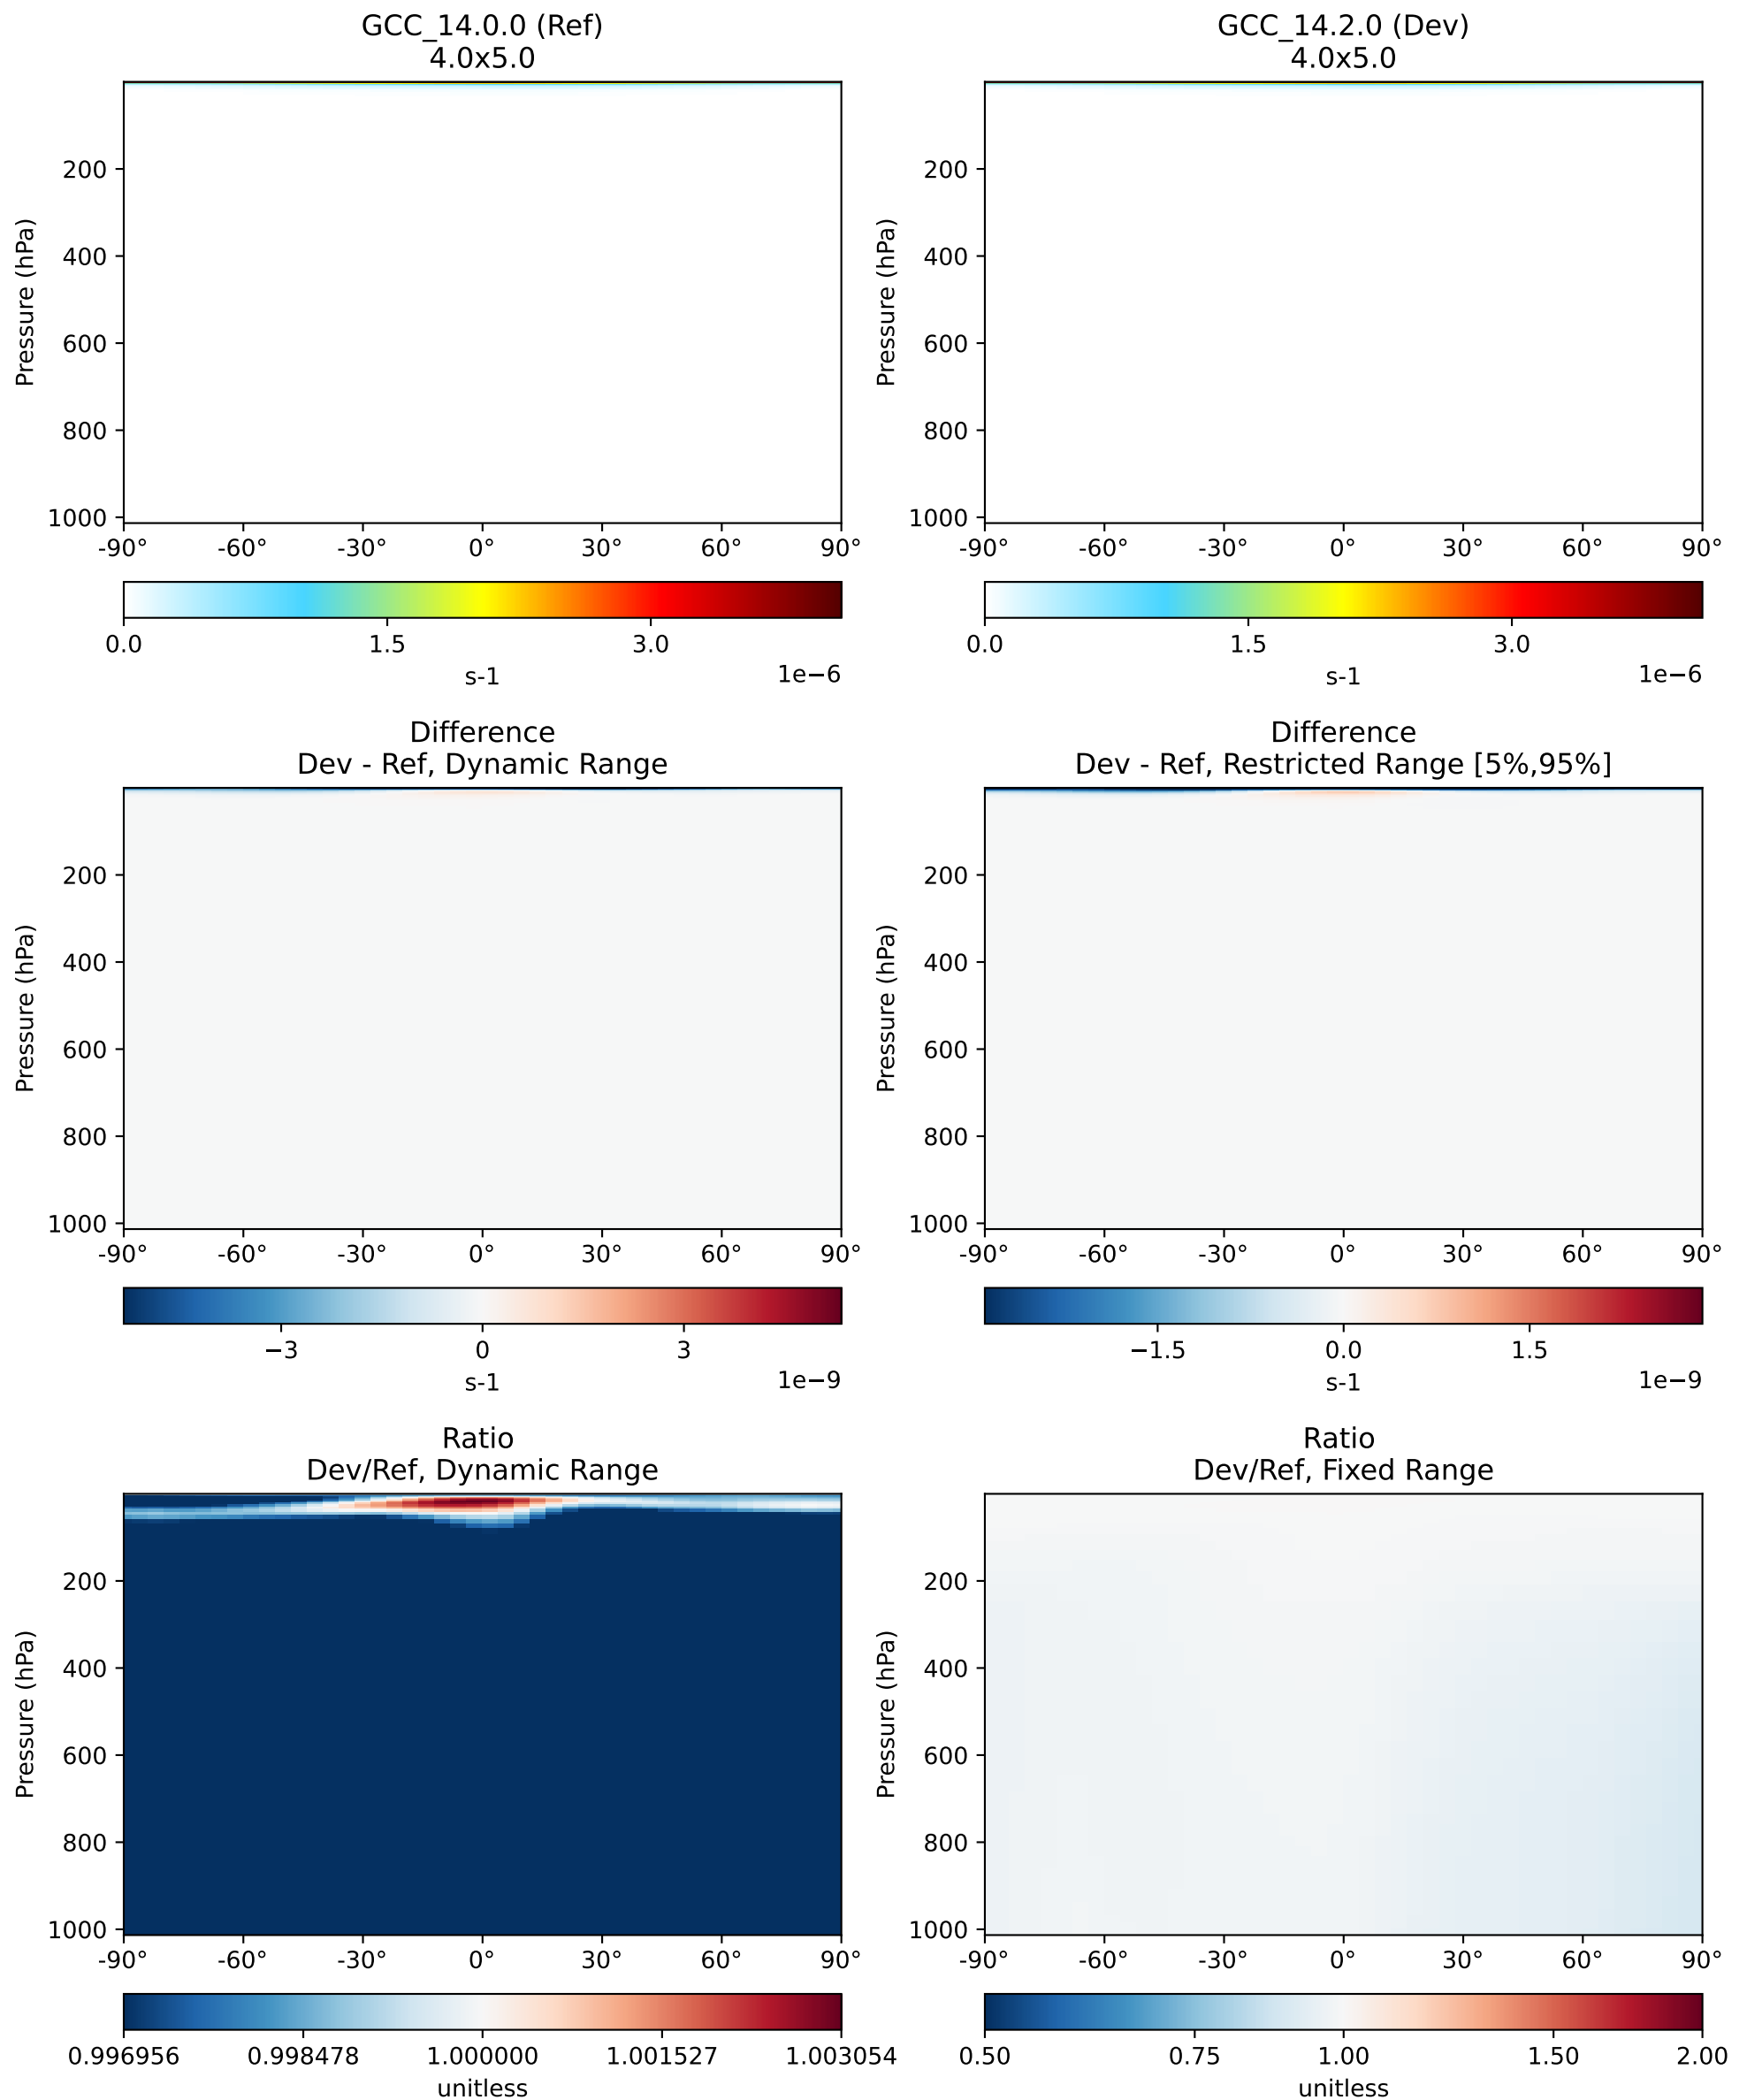 GCC_14.0.0 (Ref)
4.0x5.0
Pressure (hPa)
200
400
600
800
1000
-90° -60° -30° 0° 30° 60° 90°
0.0 1.5 3.0
s-1 1e−6
GCC_14.2.0 (Dev)
4.0x5.0
Pressure (hPa)
200
400
600
800
1000
-90° -60° -30° 0° 30° 60° 90°
0.0 1.5 3.0
s-1 1e−6
Difference
Dev - Ref, Dynamic Range
Pressure (hPa)
200
400
600
800
1000
-90° -60° -30° 0° 30° 60° 90°
−3 0 3
s-1 1e−9
Difference
Dev - Ref, Restricted Range [5%,95%]
Pressure (hPa)
200
400
600
800
1000
-90° -60° -30° 0° 30° 60° 90°
−1.5 0.0 1.5
s-1 1e−9
Ratio
Dev/Ref, Dynamic Range
Pressure (hPa)
200
400
600
800
1000
-90° -60° -30° 0° 30° 60° 90°
0.996956 0.998478 1.000000 1.001527 1.003054
unitless
Ratio
Dev/Ref, Fixed Range
Pressure (hPa)
200
400
600
800
1000
-90° -60° -30° 0° 30° 60° 90°
0.50 0.75 1.00 1.50 2.00
unitless